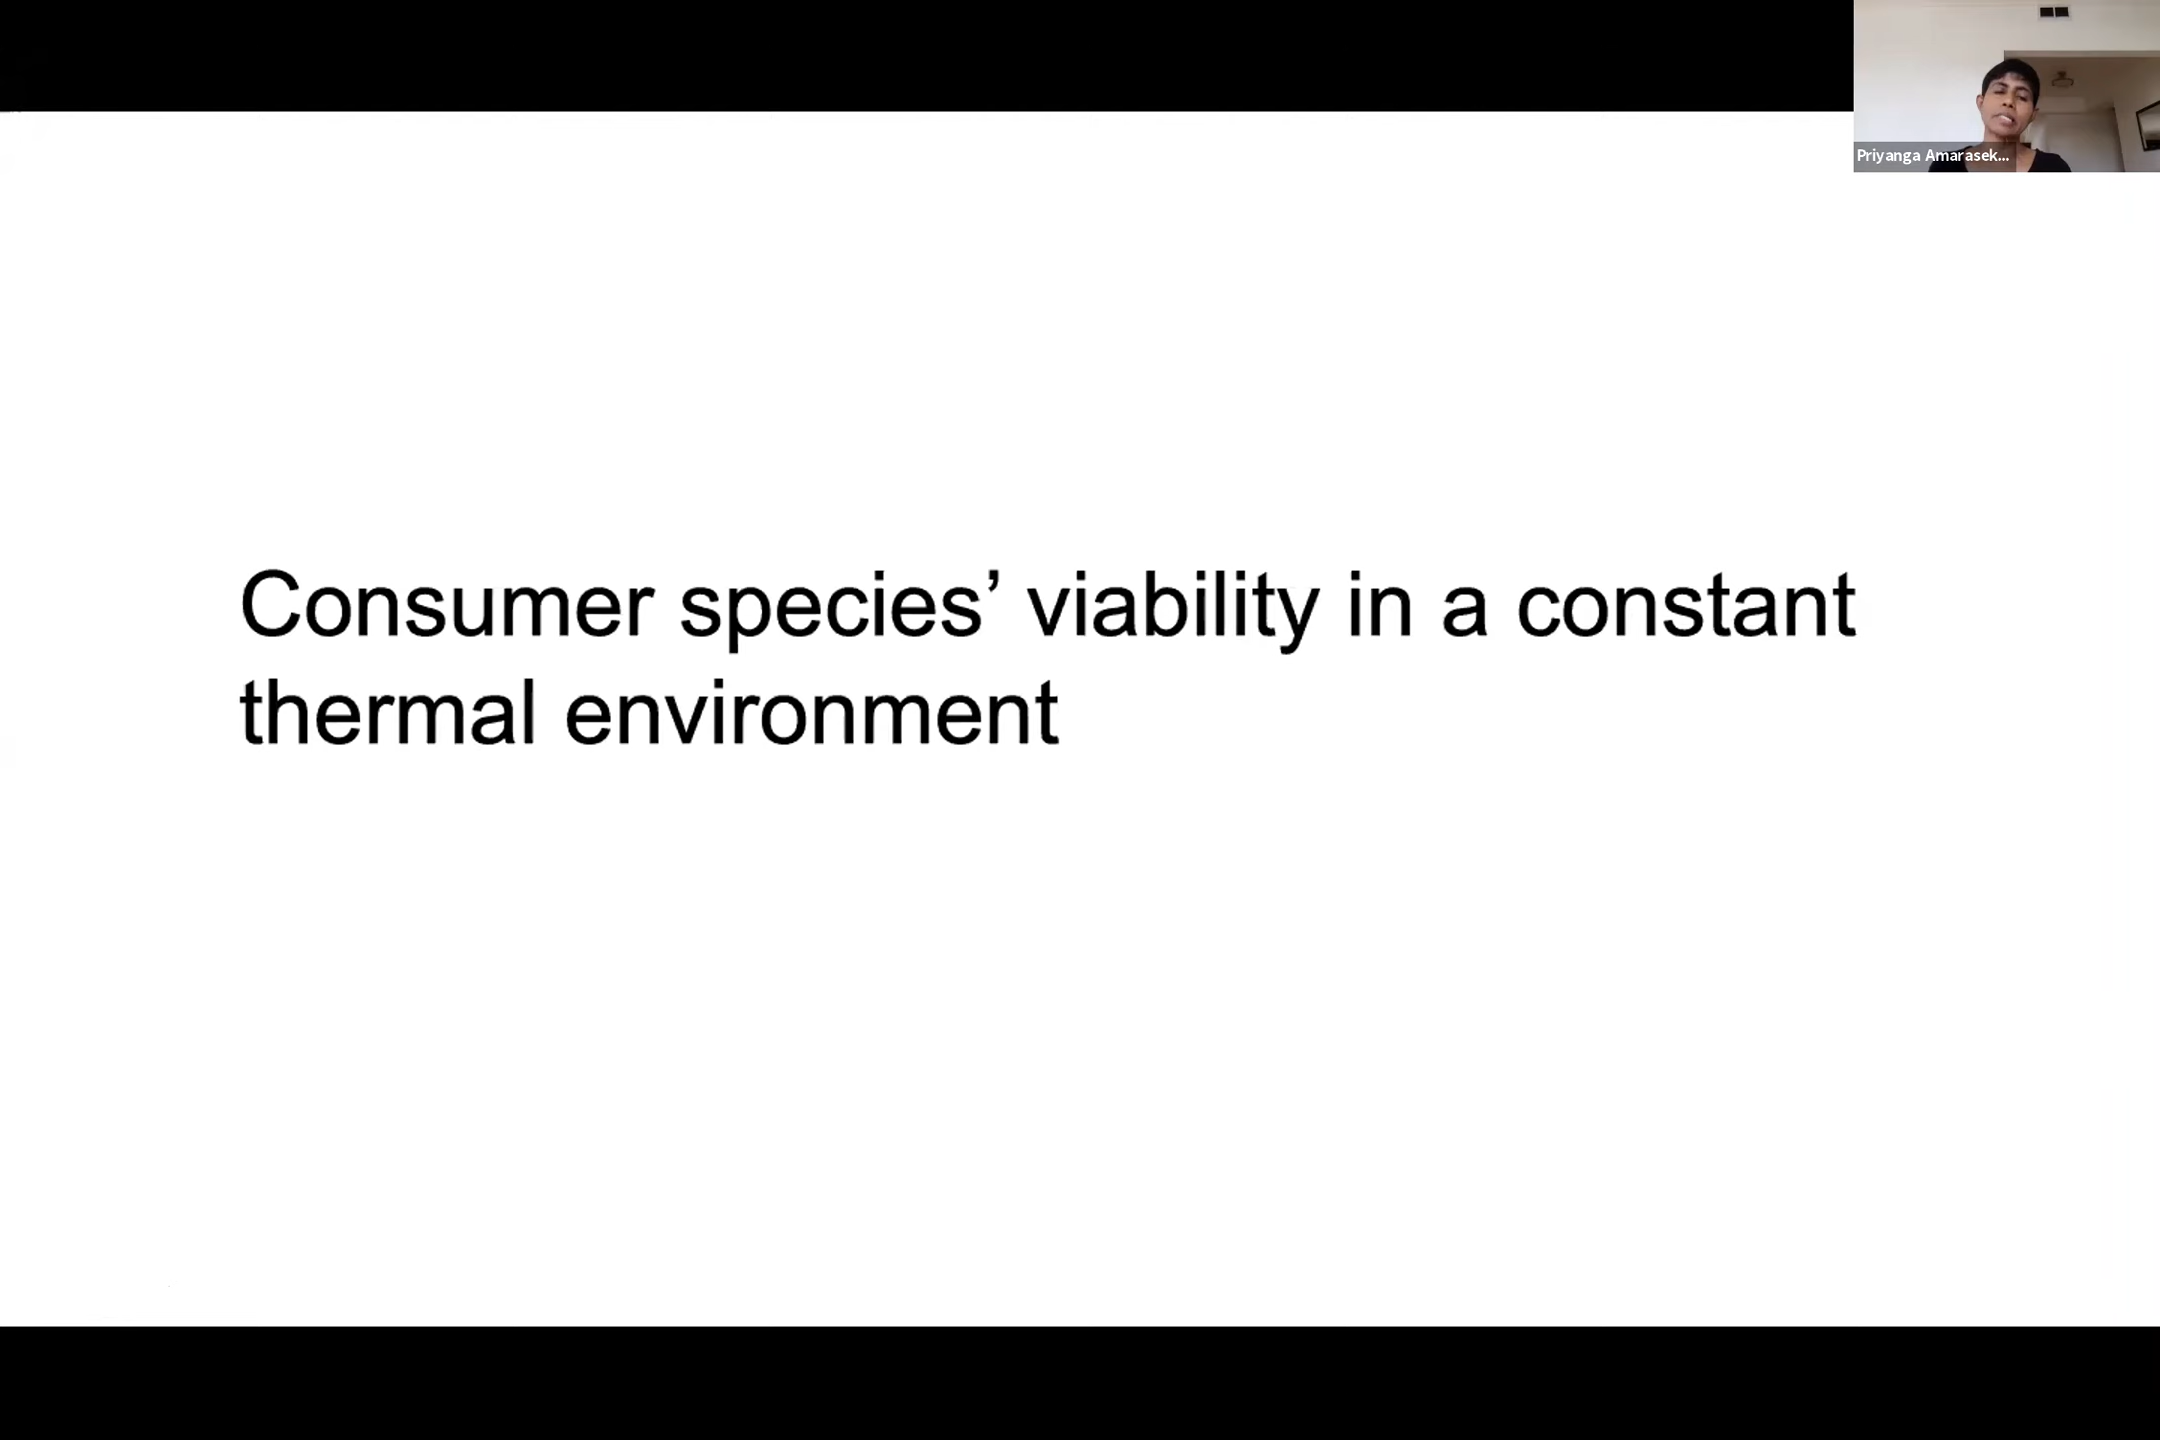 Priyanga Amarasek...
Consumer species’ viability in a constant
thermal environment